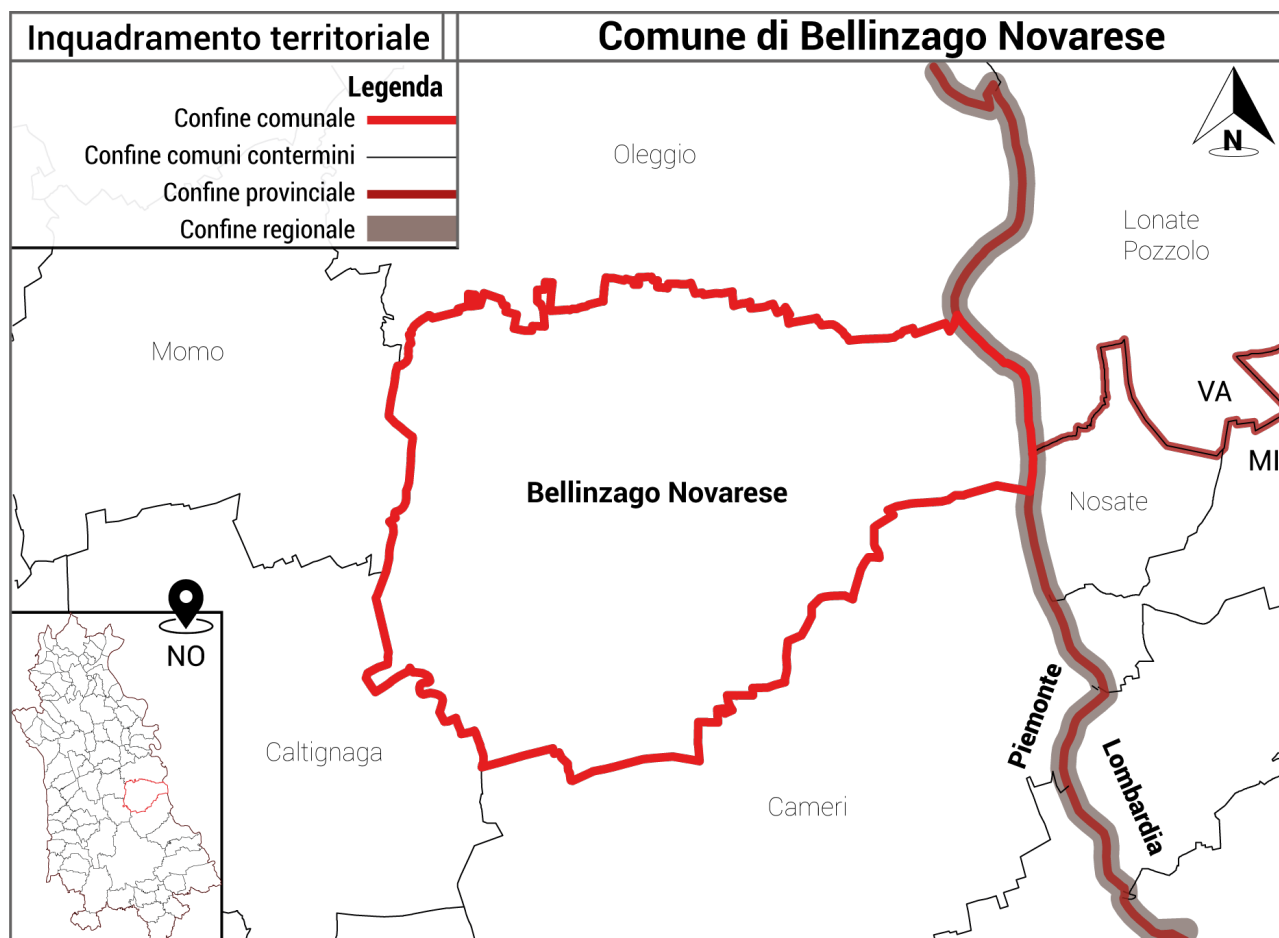 Inquadramento territoriale
Comune di Bellinzago Novarese
Legenda
Confine comunale
Confine comuni contermini
Confine provinciale
Confine regionale
N
Oleggio
Lonate
Pozzolo
Momo
VA
MI
Bellinzago Novarese
Nosate
NO
Caltignaga
Cameri
Piemonte
Lombardia